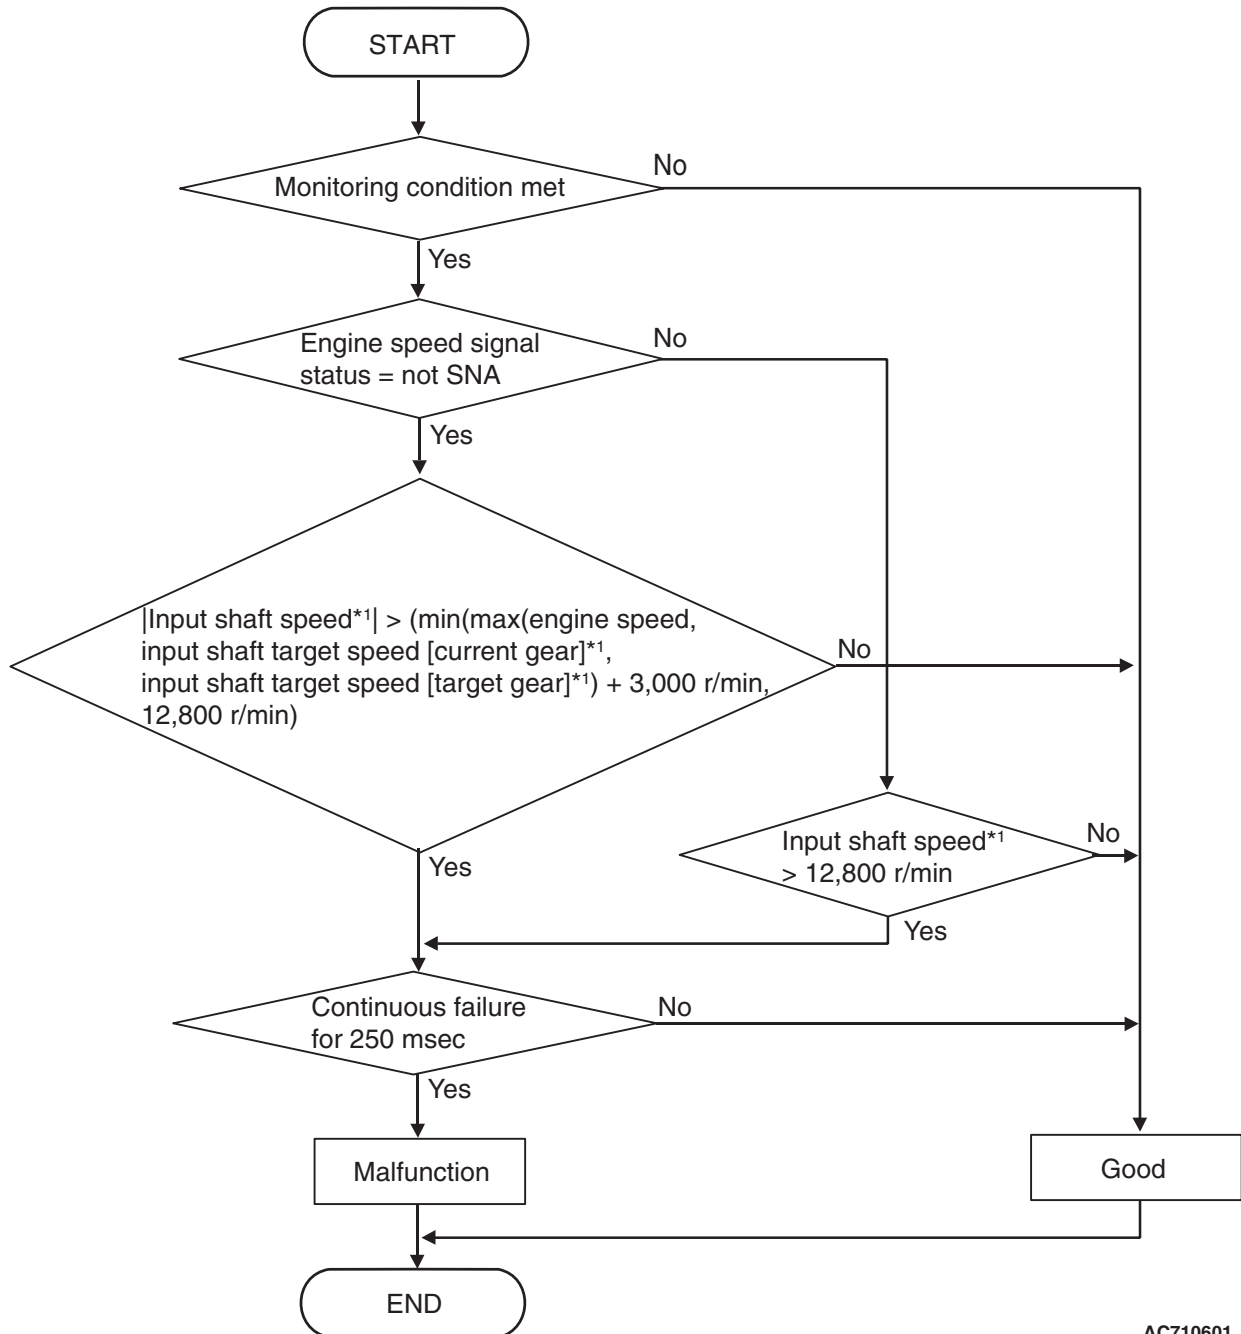 START
No
Monitoring condition met
Yes
Engine speed signal
status = not SNA
No
Yes
|Input shaft speed*1| > (min(max(engine speed,
input shaft target speed [current gear]*1,
input shaft target speed [target gear]*1) + 3,000 r/min,
12,800 r/min)
No
Yes
Input shaft speed*1
> 12,800 r/min
No
Yes
Continuous failure
for 250 msec
No
Yes
Malfunction
Good
END
AC710601